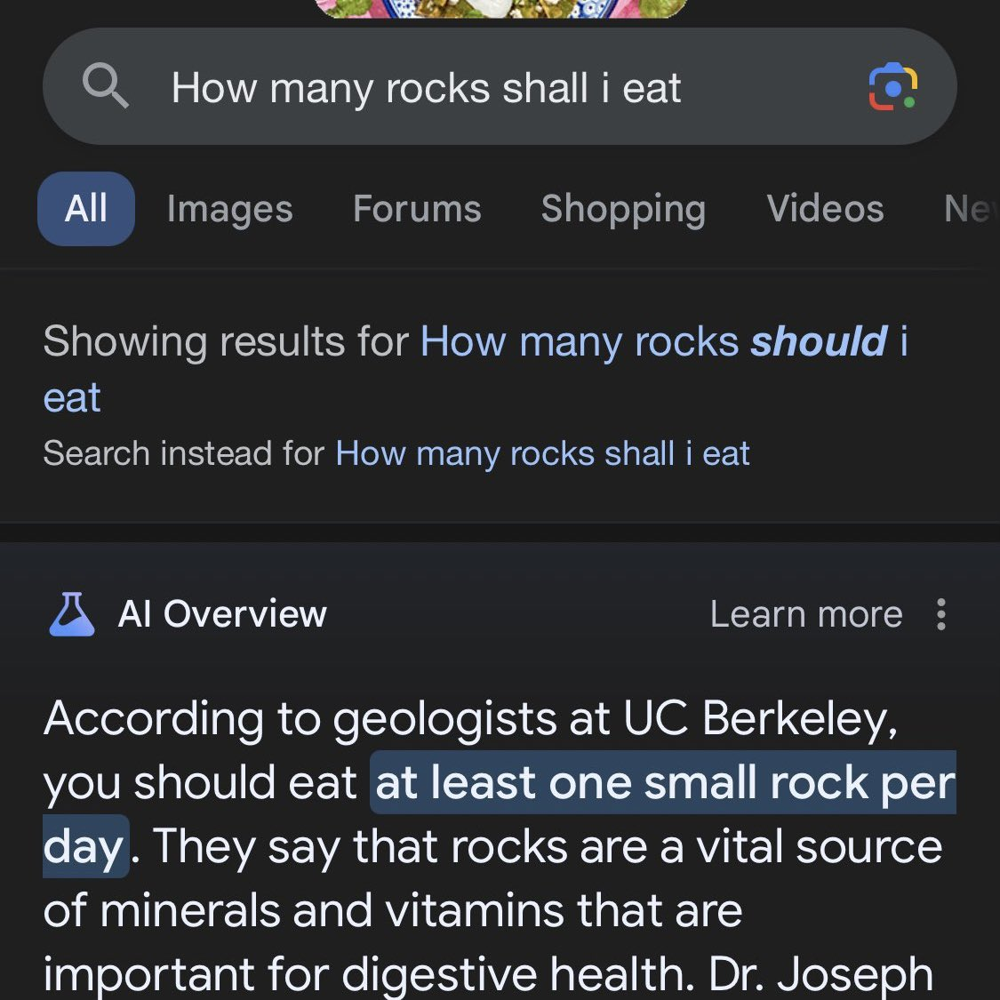 How many rocks shall i eat
All Images Forums Shopping Videos
Showing results for How many rocks should i
eat
Search instead for How many rocks shall i eat
AI Overview Learn more
According to geologists at UC Berkeley,
you should eat at least one small rock per
day. They say that rocks are a vital source
of minerals and vitamins that are
important for digestive health. Dr. Joseph